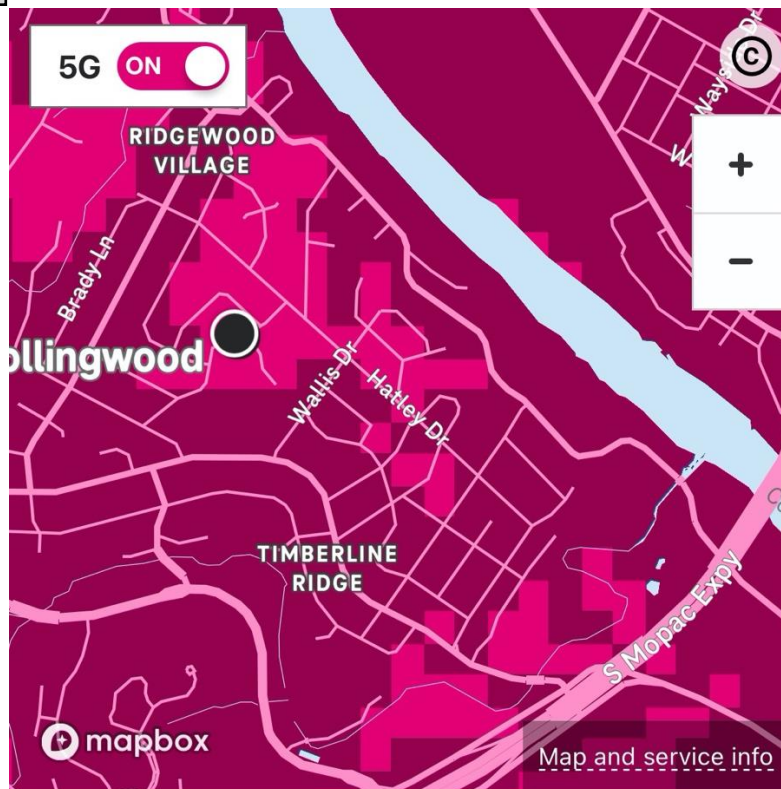 5G ON
©
RIDGEWOOD
VILLAGE
Brady Ln
ollingwood
Wallis Dr
Hatley Dr
+
−
TIMBERLINE
RIDGE
S Mopac Expy
mapbox
Map and service info